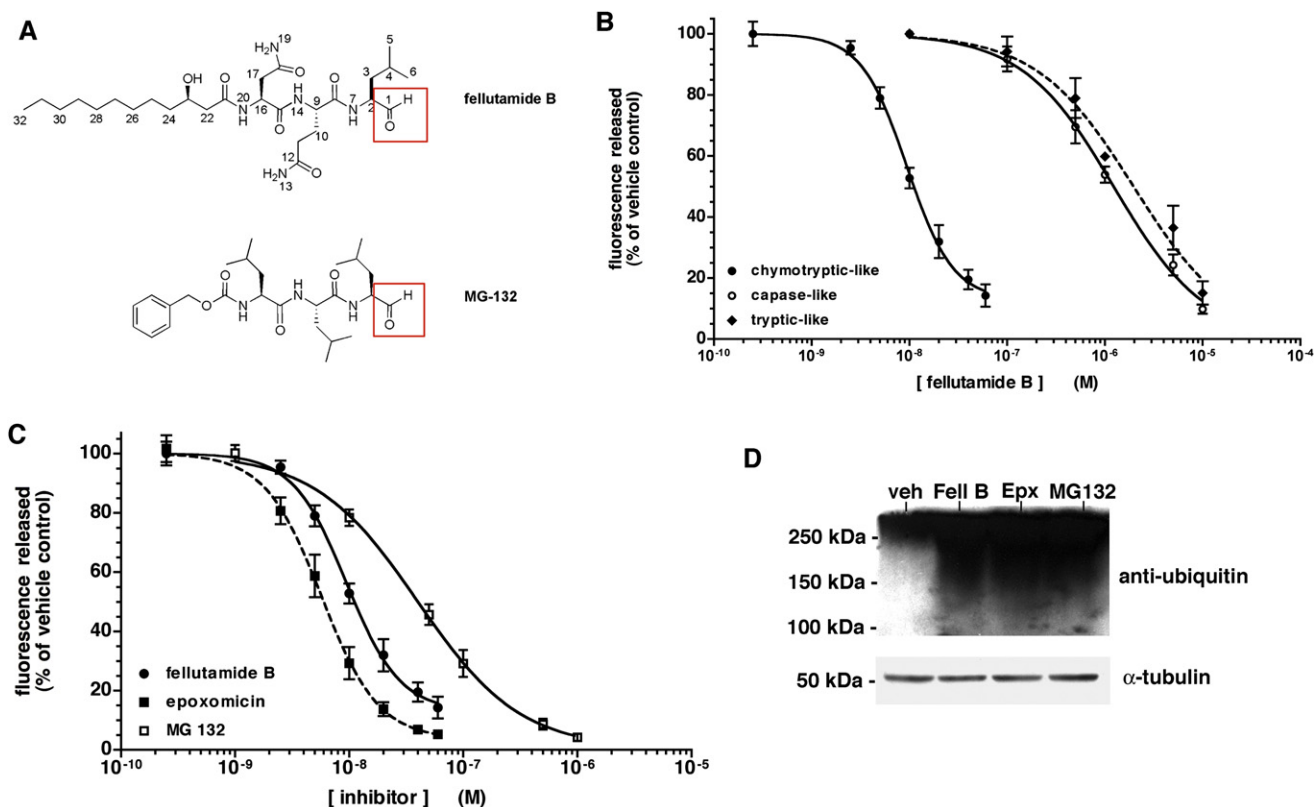 A
B
H₂N 19
O
17
OH
O
N
H
20
16
O
H
N
14
9
O
10
12
H₂N
13
O
N
H
7
3
4
5
6
2
1
H
O
32
30
28
26
24
22
fellutamide B
O
O
N
H
O
H
N
O
N
H
H
O
MG-132
fluorescence released
(% of vehicle control)
100
80
60
40
20
0
chymotryptic-like
capase-like
tryptic-like
10⁻¹⁰ 10⁻⁹ 10⁻⁸ 10⁻⁷ 10⁻⁶ 10⁻⁵ 10⁻⁴
[ fellutamide B ] (M)
C
fluorescence released
(% of vehicle control)
100
80
60
40
20
0
fellutamide B
epoxomicin
MG 132
10⁻¹⁰ 10⁻⁹ 10⁻⁸ 10⁻⁷ 10⁻⁶ 10⁻⁵
[ inhibitor ] (M)
D
veh Fell B Epx MG132
250 kDa -
150 kDa -
100 kDa -
anti-ubiquitin
50 kDa -
α-tubulin